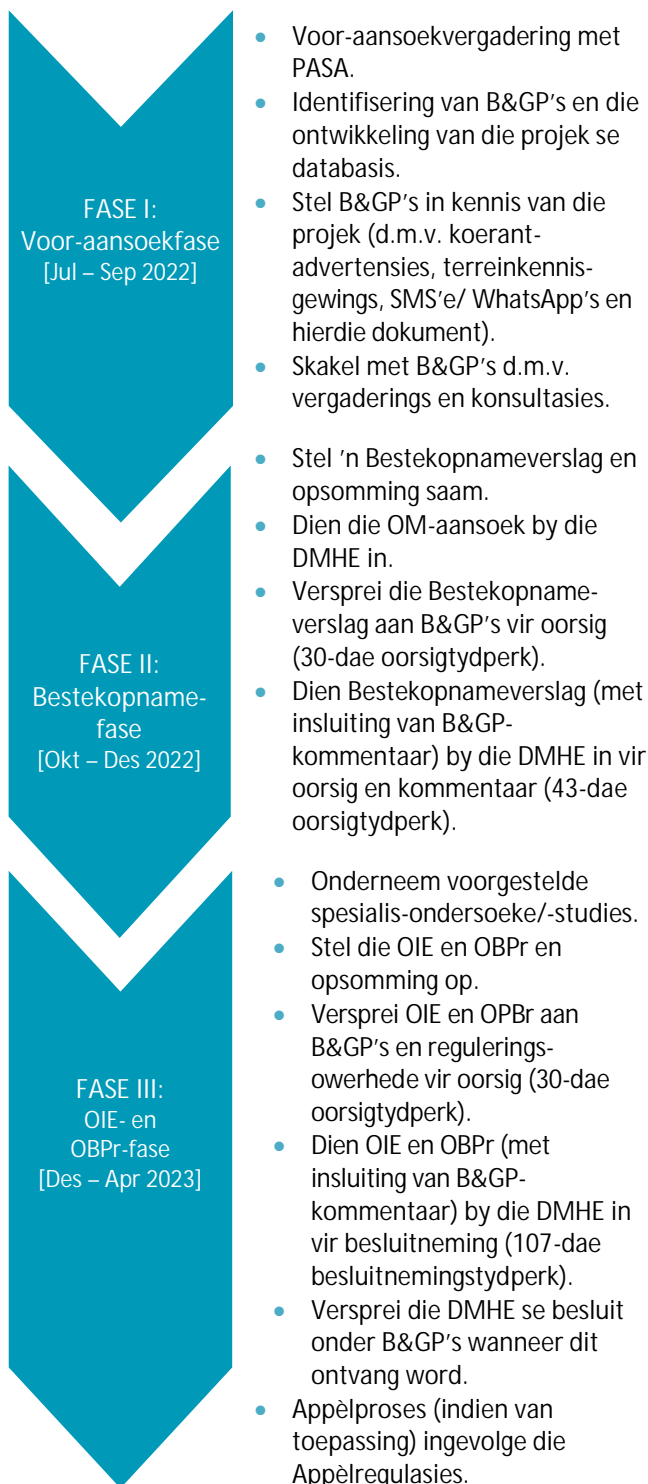 FASE I:
Voor-aansoekfase
[Jul – Sep 2022]
• Voor-aansoekvergadering met
PASA.
• Identifisering van B&GP's en die
ontwikkeling van die projek se
databasis.
• Stel B&GP's in kennis van die
projek (d.m.v. koerant-
advertensies, terreinkennis-
gewings, SMS'e/ WhatsApp's en
hierdie dokument).
• Skakel met B&GP's d.m.v.
vergaderings en konsultasies.
FASE II:
Bestekopname-
fase
[Okt – Des 2022]
• Stel 'n Bestekopnameverslag en
opsomming saam.
• Dien die OM-aansoek by die
DMHE in.
• Versprei die Bestekopname-
verslag aan B&GP's vir oorsig
(30-dae oorsigtydperk).
• Dien Bestekopnameverslag (met
insluiting van B&GP-
kommentaar) by die DMHE in vir
oorsig en kommentaar (43-dae
oorsigtydperk).
FASE III:
OIE- en
OBPr-fase
[Des – Apr 2023]
• Onderneem voorgestelde
spesialis-ondersoeke/-studies.
• Stel die OIE en OBPr en
opsomming op.
• Versprei OIE en OPBr aan
B&GP's en regulerings-
owerhede vir oorsig (30-dae
oorsigtydperk).
• Dien OIE en OBPr (met
insluiting van B&GP-
kommentaar) by die DMHE in
vir besluitneming (107-dae
besluitnemingstydperk).
• Versprei die DMHE se besluit
onder B&GP's wanneer dit
ontvang word.
• Appèlproses (indien van
toepassing) ingevolge die
Appèlregulasies.